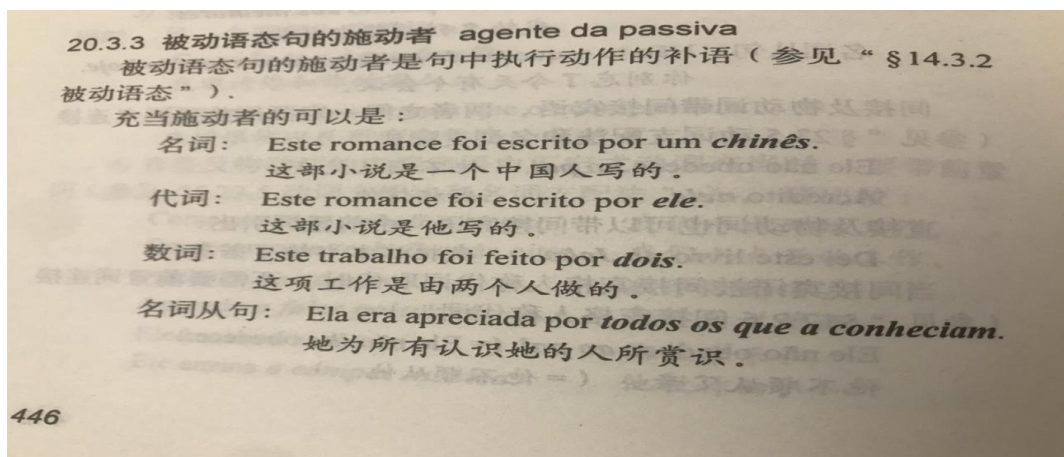 20.3.3 被动语态句的施动者 agente da passiva
被动语态句的施动者是句中执行动作的补语(参见“§14.3.2
被动语态”).
充当施动者的可以是:
名词: Este romance foi escrito por um chinês.
这部小说是一个中国人写的。
代词: Este romance foi escrito por ele.
这部小说是他写的。
数词: Este trabalho foi feito por dois.
这项工作是由两个人做的。
名词从句: Ela era apreciada por todos os que a conheciam.
她为所有认识她的人所赏识。
446